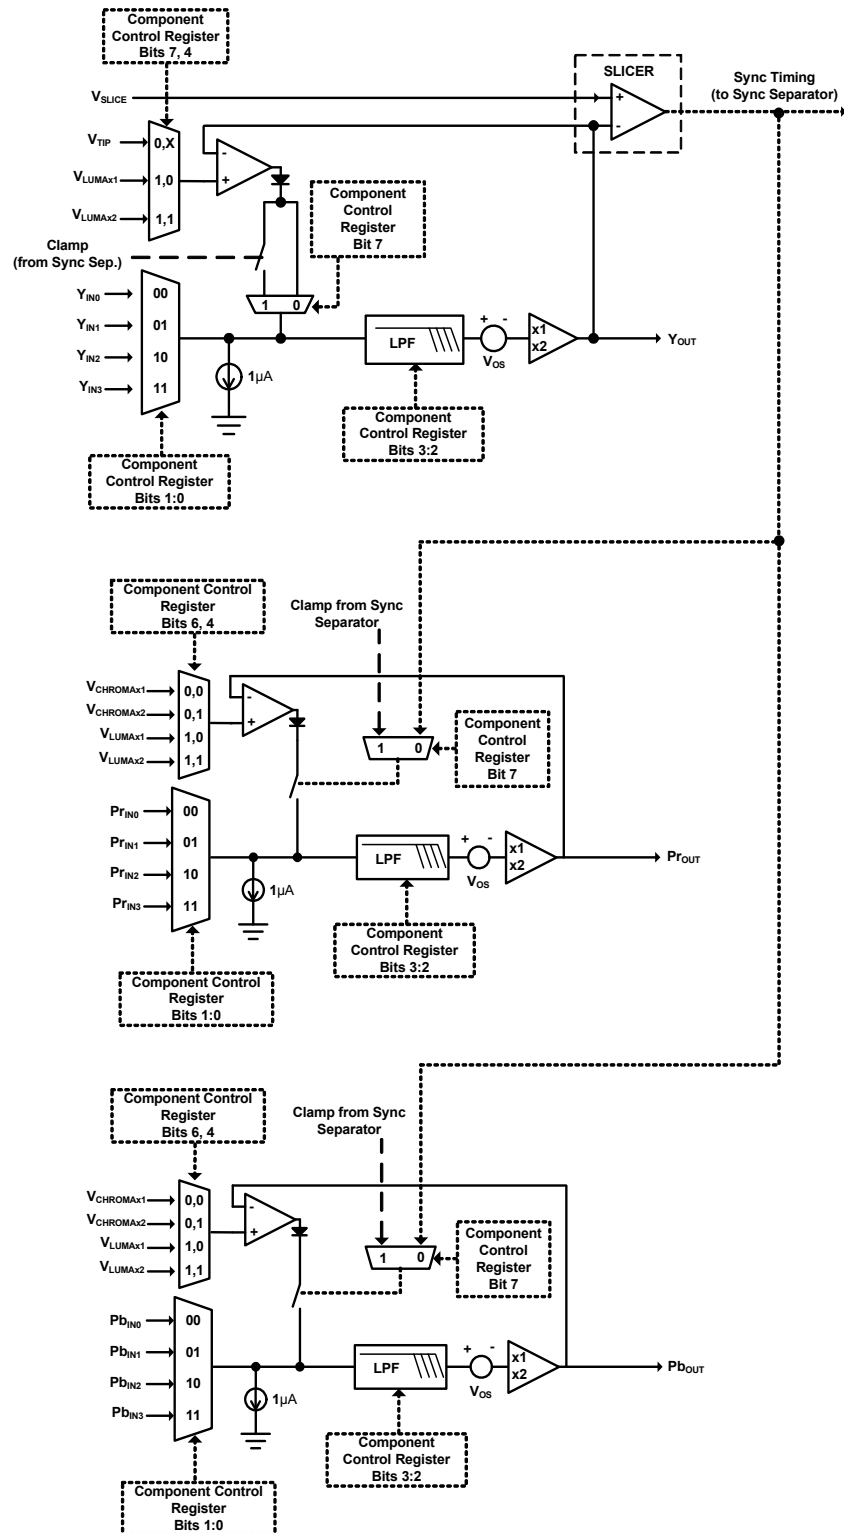 Component
Control Register
Bits 7, 4
SLICER
Sync Timing
(to Sync Separator)
VSLICE
+
-
VTIP
0,X
VLUMAx1
1,0
VLUMAx2
1,1
-
+
Component
Control
Register
Bit 7
Clamp
(from Sync Sep.)
1 0
YIN0
00
YIN1
01
YIN2
10
YIN3
11
1µA
LPF
+ -
VOS
x1
x2
YOUT
Component
Control Register
Bits 3:2
Component
Control Register
Bits 1:0
Component Control
Register
Bits 6, 4
Clamp from Sync
Separator
VCHROMAx1
0,0
VCHROMAx2
0,1
VLUMAx1
1,0
VLUMAx2
1,1
-
+
1 0
Component
Control
Register
Bit 7
PrIN0
00
PrIN1
01
PrIN2
10
PrIN3
11
1µA
LPF
+ -
VOS
x1
x2
PrOUT
Component
Control Register
Bits 3:2
Component Control
Register
Bits 1:0
Component Control
Register
Bits 6, 4
Clamp from Sync
Separator
VCHROMAx1
0,0
VCHROMAx2
0,1
VLUMAx1
1,0
VLUMAx2
1,1
-
+
1 0
Component
Control
Register
Bit 7
PbIN0
00
PbIN1
01
PbIN2
10
PbIN3
11
1µA
LPF
+ -
VOS
x1
x2
PbOUT
Component
Control Register
Bits 3:2
Component Control
Register
Bits 1:0